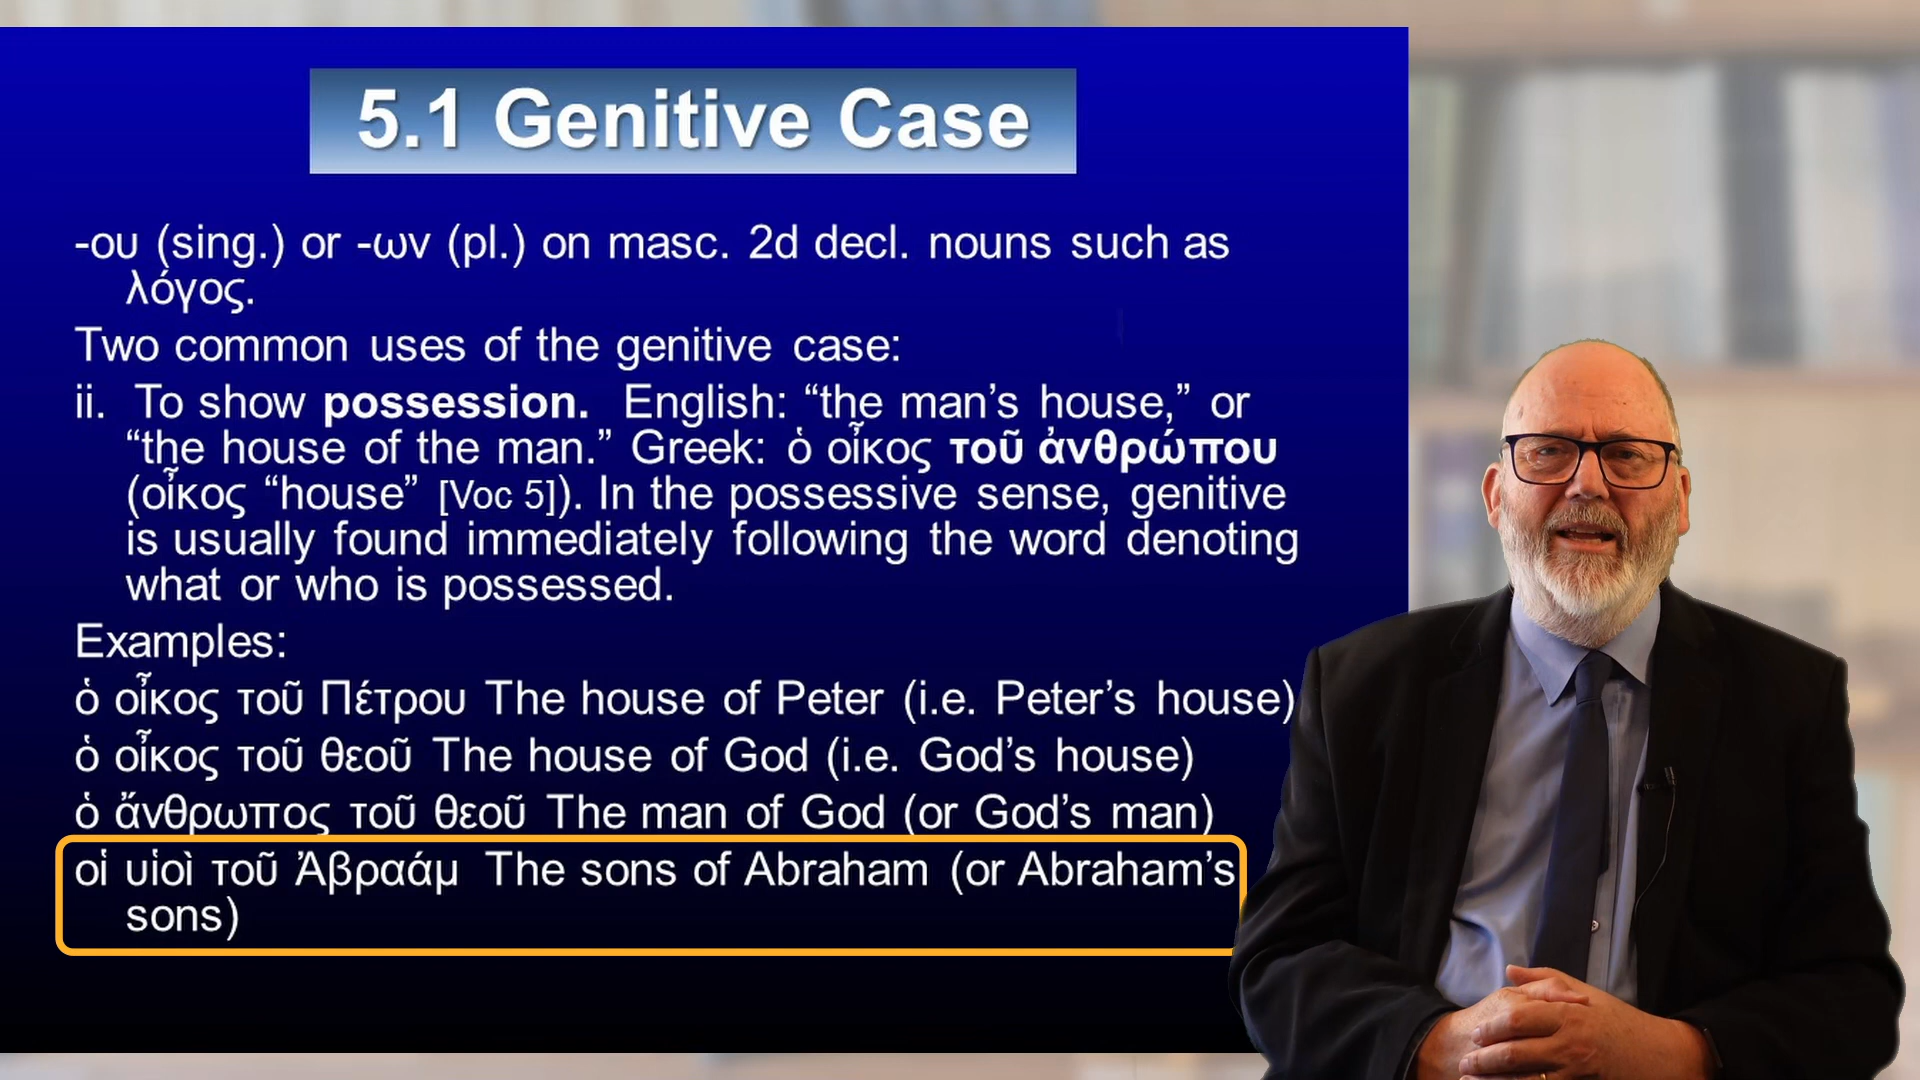 5.1 Genitive Case
-ου (sing.) or -ων (pl.) on masc. 2d decl. nouns such as
λόγος.
Two common uses of the genitive case:
ii. To show possession. English: “the man’s house,” or
“the house of the man.” Greek: ὁ οἶκος τοῦ ἀνθρώπου
(οἶκος “house” [Voc 5]). In the possessive sense, genitive
is usually found immediately following the word denoting
what or who is possessed.
Examples:
ὁ οἶκος τοῦ Πέτρου The house of Peter (i.e. Peter’s house)
ὁ οἶκος τοῦ θεοῦ The house of God (i.e. God’s house)
ὁ ἄνθρωπος τοῦ θεοῦ The man of God (or God’s man)
οἱ υἱοὶ τοῦ Ἀβραάμ The sons of Abraham (or Abraham’s
sons)